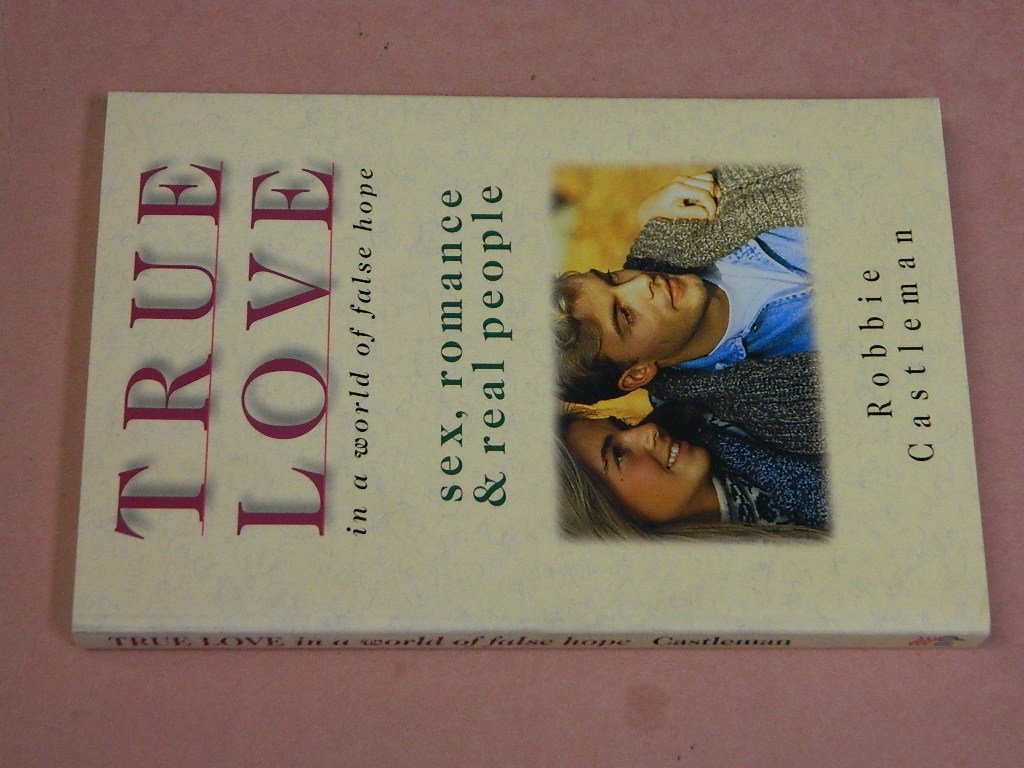 TRUE
LOVE
in a world of false hope
sex, romance
& real people
Robbie
Castleman
TRUE LOVE in a world of false hope Castleman